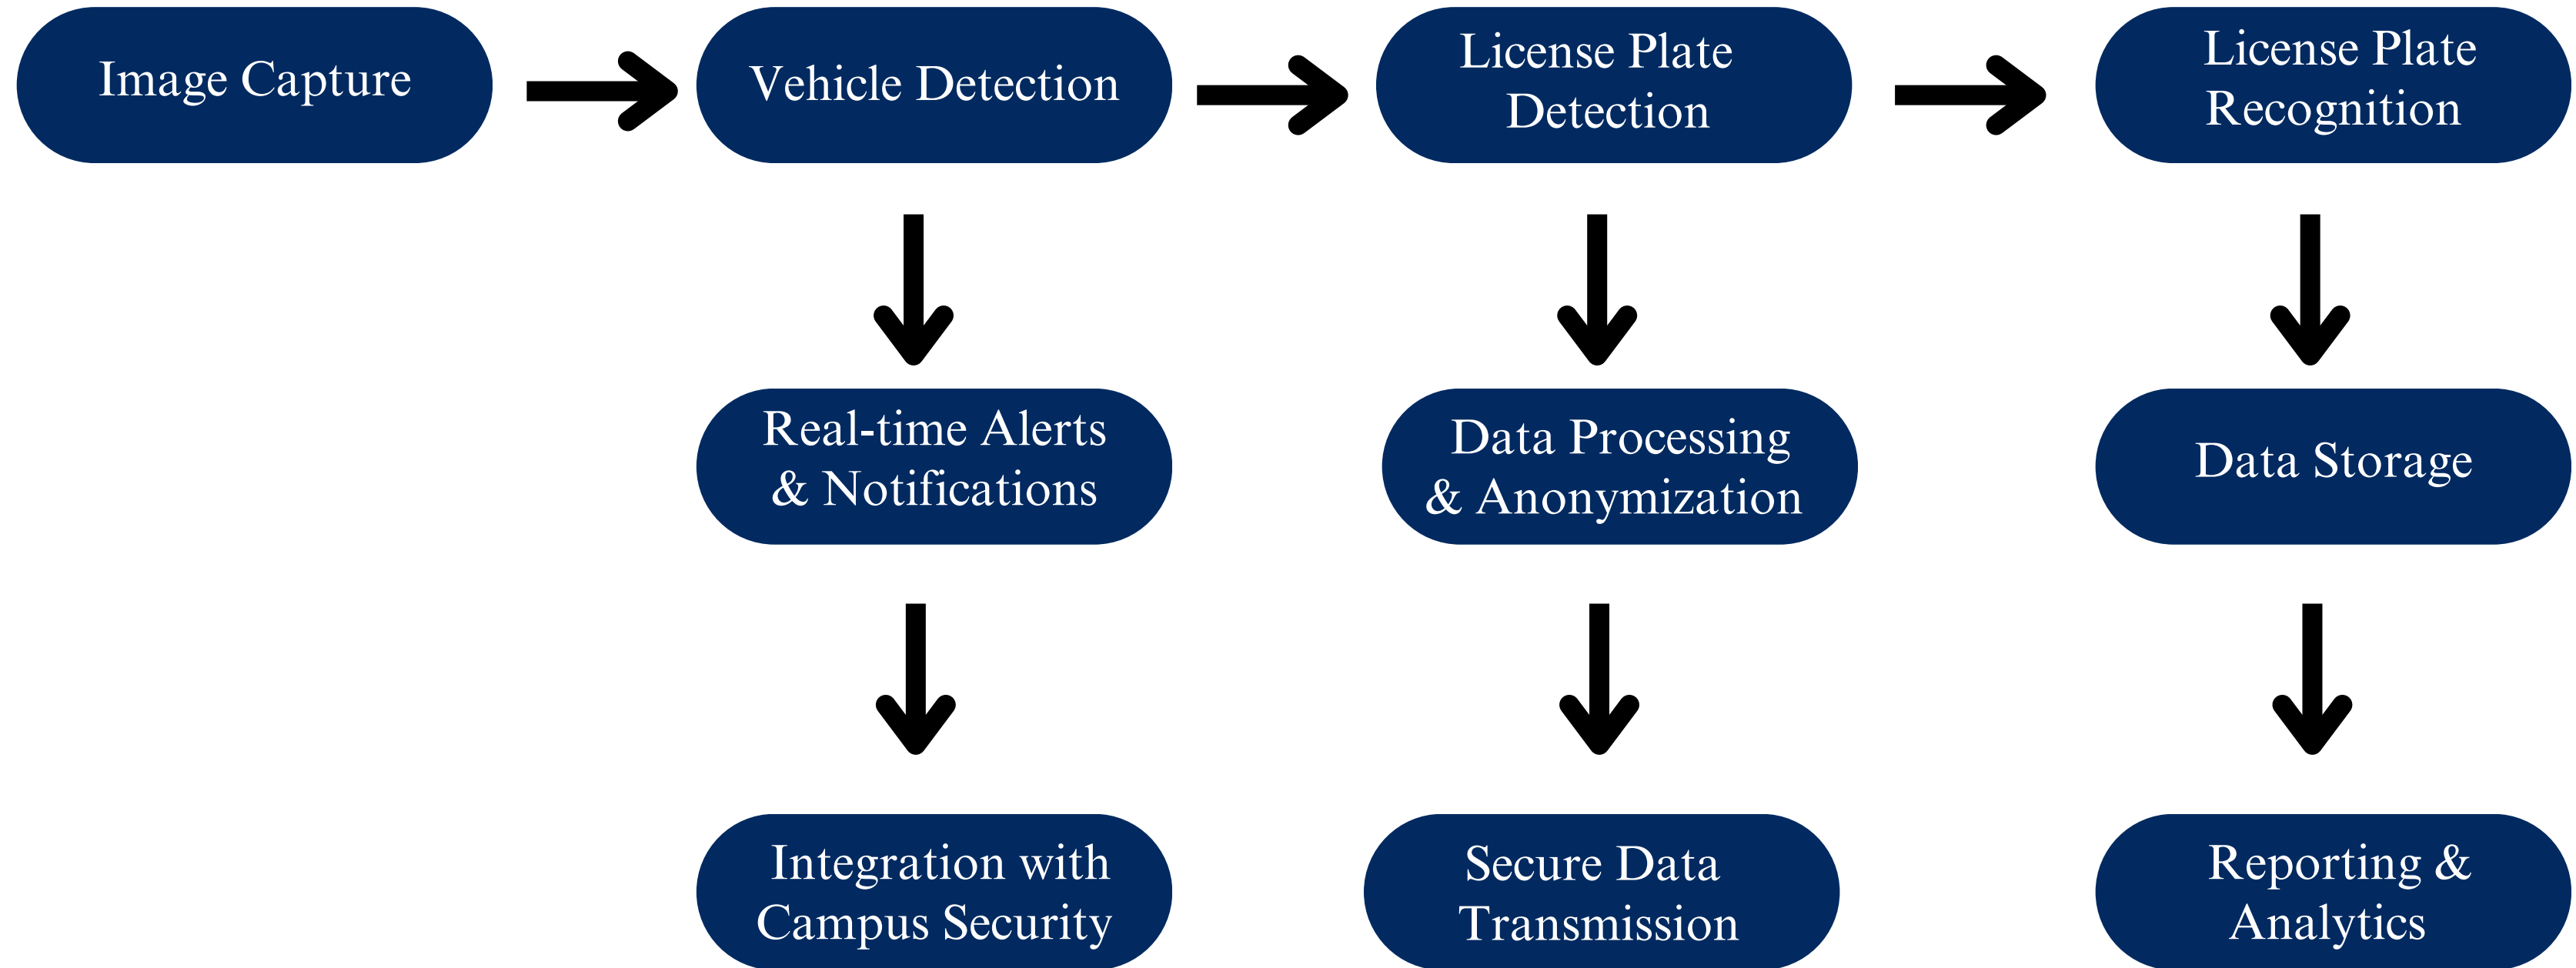 Image Capture
Vehicle Detection
License Plate
Detection
License Plate
Recognition
Real-time Alerts
& Notifications
Data Processing
& Anonymization
Data Storage
Integration with
Campus Security
Secure Data
Transmission
Reporting &
Analytics